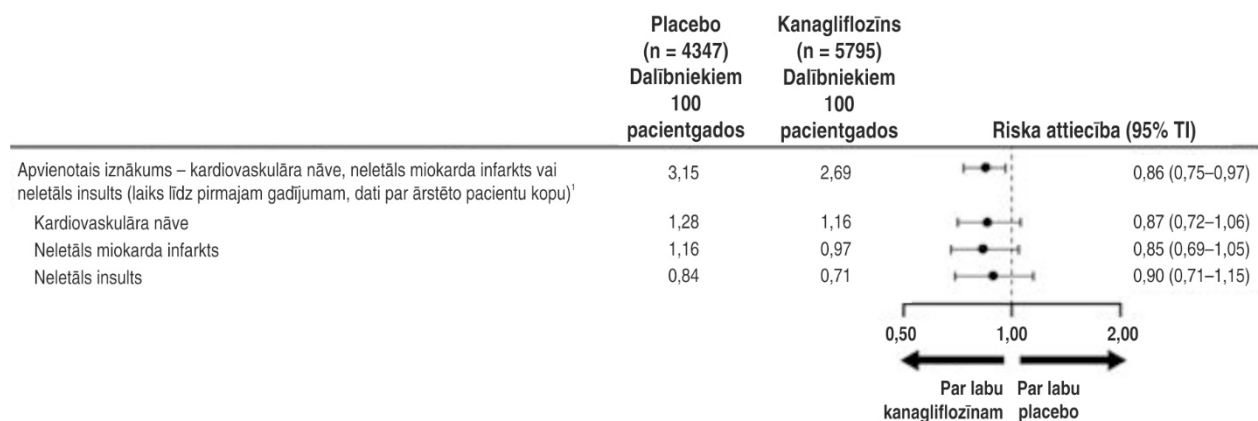 Placebo
(n = 4347)
Dalībniekiem
100
pacientgados
Kanagliflozīns
(n = 5795)
Dalībniekiem
100
pacientgados
Riska attiecība (95% TI)
Apvienotais iznākums – kardiovaskulāra nāve, neletāls miokarda infarkts vai
neletāls insults (laiks līdz pirmajam gadījumam, dati par ārstēto pacientu kopu)¹
3,15
2,69
0,86 (0,75–0,97)
Kardiovaskulāra nāve
1,28
1,16
0,87 (0,72–1,06)
Neletāls miokarda infarkts
1,16
0,97
0,85 (0,69–1,05)
Neletāls insults
0,84
0,71
0,90 (0,71–1,15)
0,50
1,00
2,00
Par labu
kanagliflozīnam
Par labu
placebo